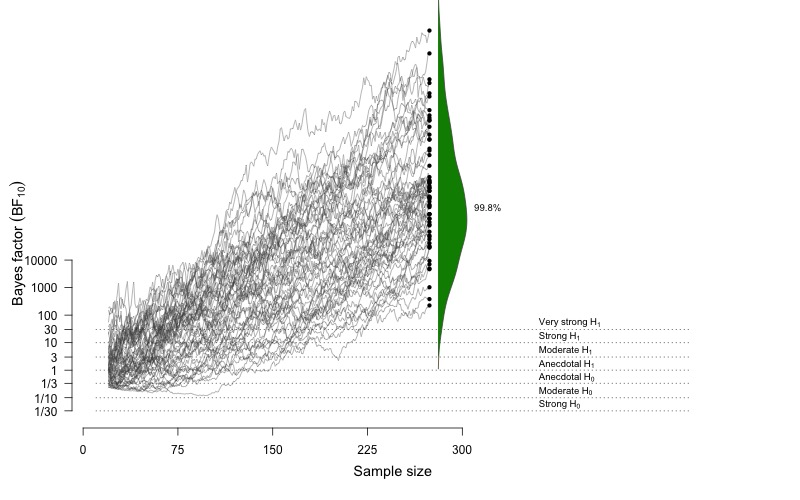 Bayes factor (BF₁₀)
10000
1000
100
30
10
3
1
1/3
1/10
1/30
99.8%
Very strong H₁
Strong H₁
Moderate H₁
Anecdotal H₁
Anecdotal H₀
Moderate H₀
Strong H₀
0 75 150 225 300
Sample size